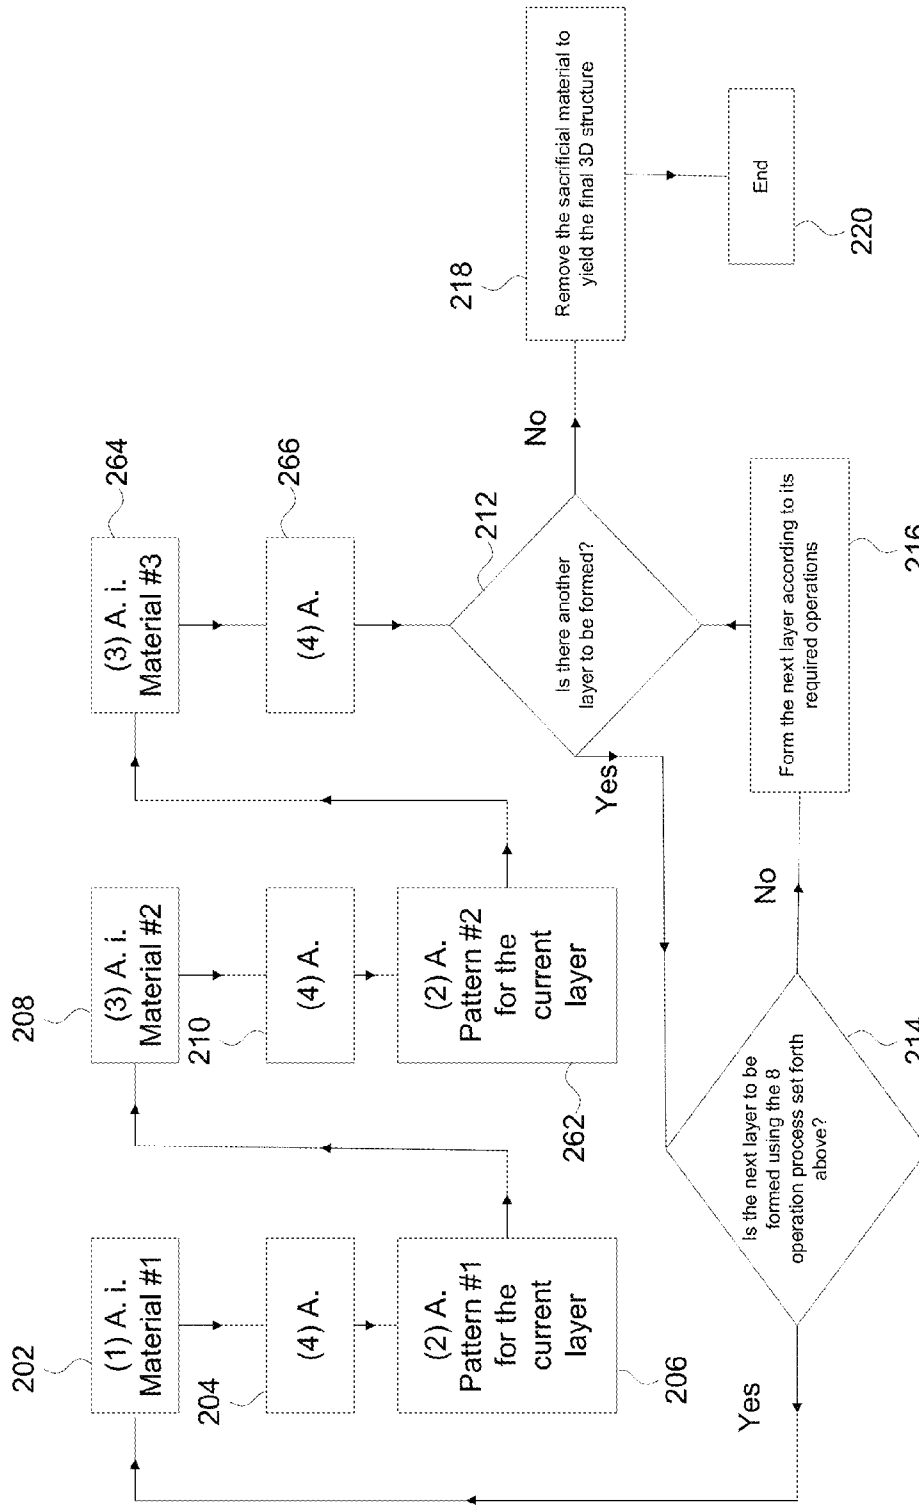 202
(1) A. i.
Material #1
204
(4) A.
206
(2) A.
Pattern #1
for the
current
layer
208
(3) A. i.
Material #2
210
(4) A.
262
(2) A.
Pattern #2
for the
current
layer
264
(3) A. i.
Material #3
266
(4) A.
212
Is there another
layer to be formed?
Yes
No
214
Is the next layer to be
formed using the 8
operation process set forth
above?
Yes
No
216
Form the next layer according to its
required operations
218
Remove the sacrificial material to
yield the final 3D structure
220
End